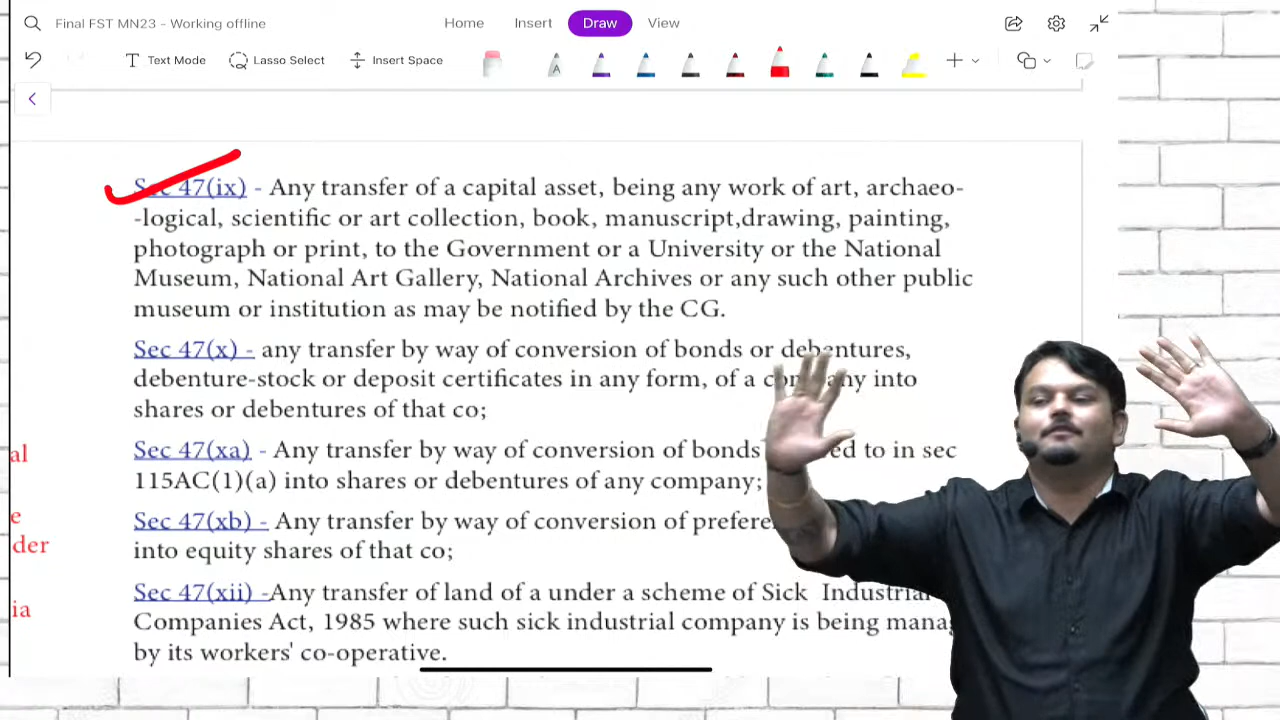 Final FST MN23 - Working offline
Home Insert Draw View
Text Mode Lasso Select Insert Space
A
Sec 47(ix) - Any transfer of a capital asset, being any work of art, archaeo-
-logical, scientific or art collection, book, manuscript,drawing, painting,
photograph or print, to the Government or a University or the National
Museum, National Art Gallery, National Archives or any such other public
museum or institution as may be notified by the CG.
Sec 47(x) - any transfer by way of conversion of bonds or debentures,
debenture-stock or deposit certificates in any form, of a company into
shares or debentures of that co;
al
Sec 47(xa) - Any transfer by way of conversion of bonds to in sec
115AC(1)(a) into shares or debentures of any company;
e
Sec 47(xb) - Any transfer by way of conversion of
der
into equity shares of that co;
ia
Sec 47(xii) -Any transfer of land of a under a scheme of Sick Industrial
Companies Act, 1985 where such sick industrial company is being
by its workers' co-operative.